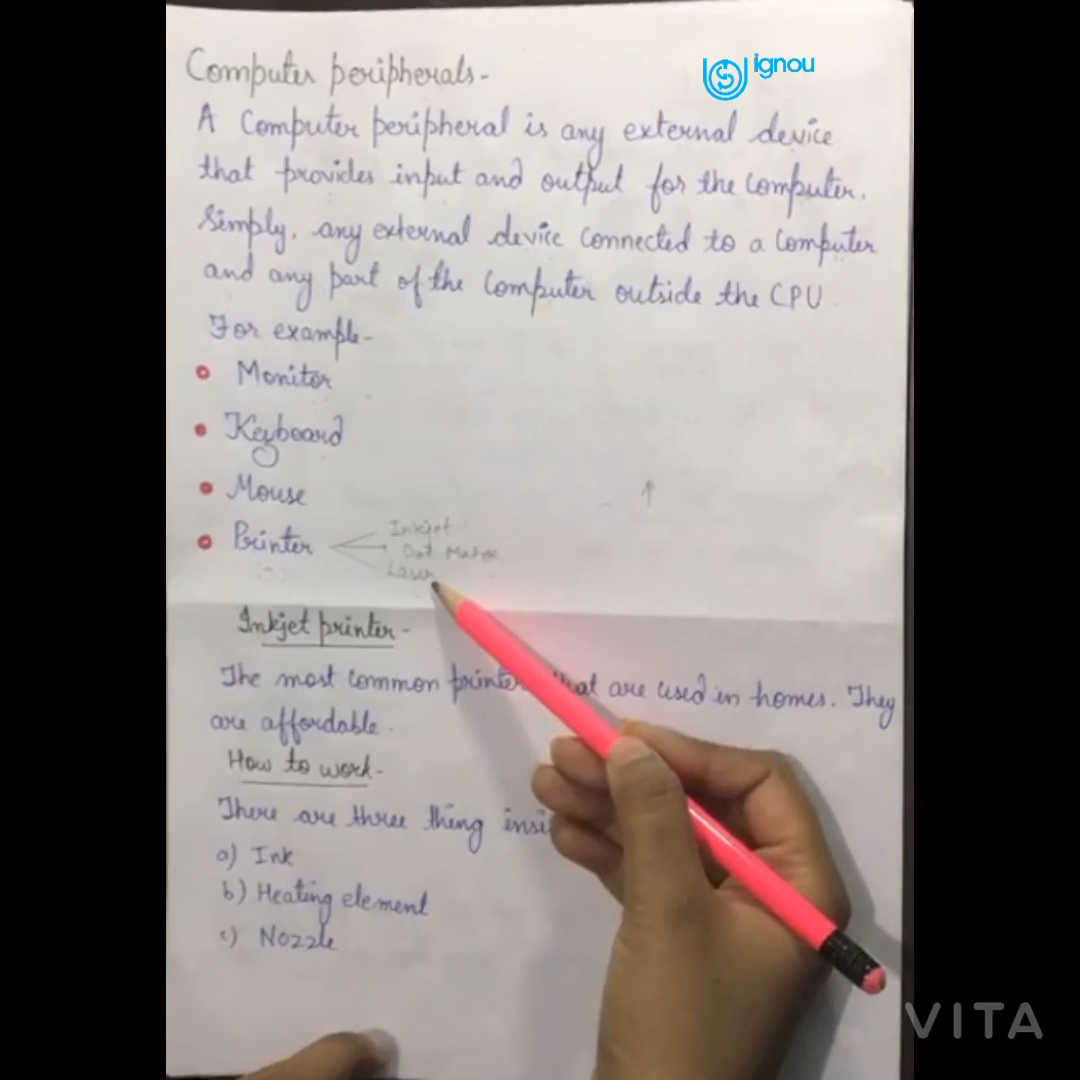 Computer peripherals-
ignou
A Computer peripheral is any external device
that provides input and output for the computer.
Simply, any external device connected to a computer
and any part of the computer outside the CPU
For example-
Monitor
Keyboard
Mouse
Printer
Inkjet
Dot Matrix
Laser
Inkjet printer-
The most common printer that are used in homes. They
are affordable.
How to work-
There are three thing
a) Ink
b) Heating element
c) Nozzle
VITA